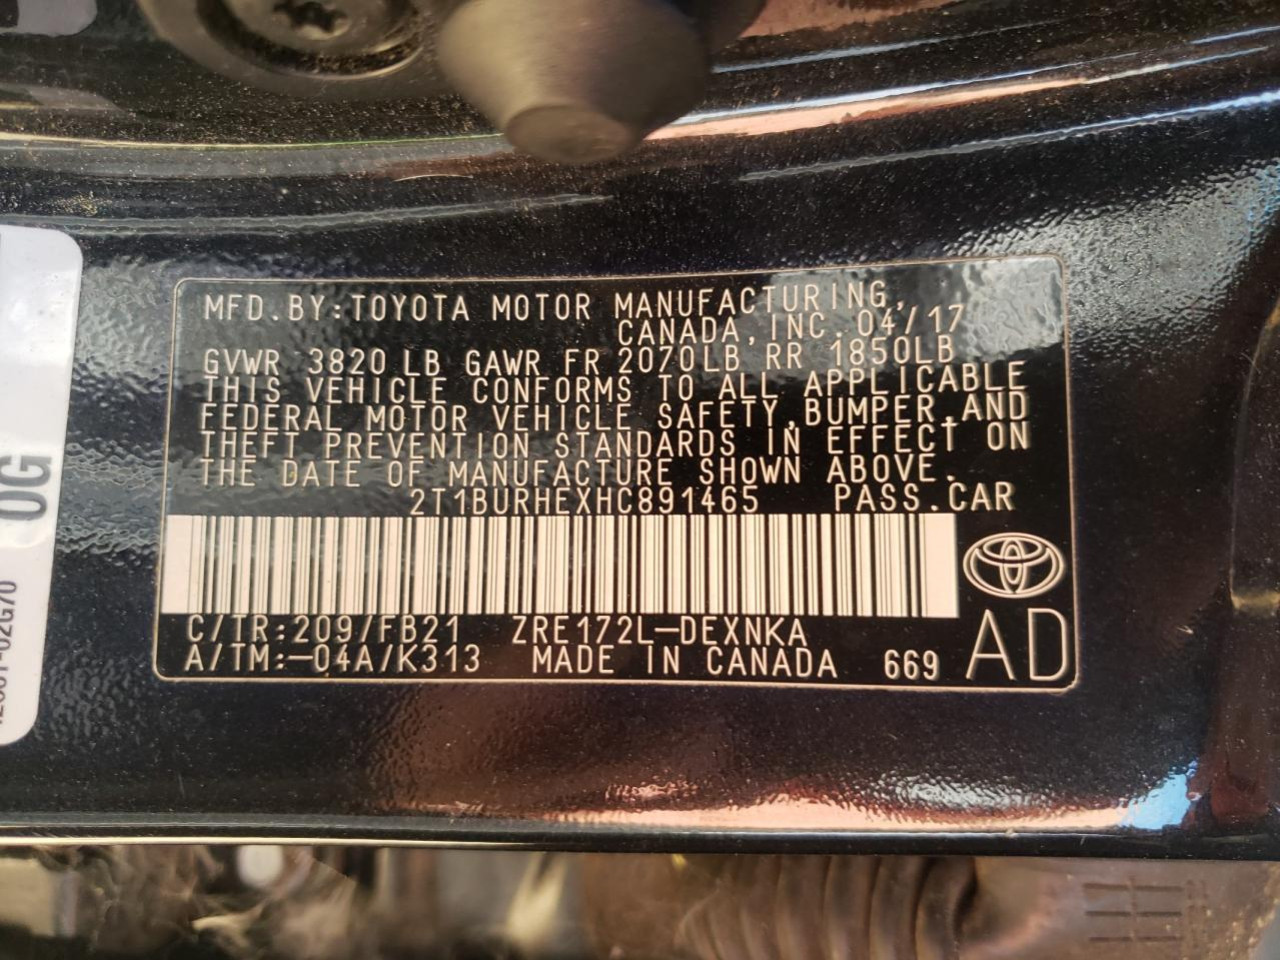 MFD.BY:TOYOTA MOTOR MANUFACTURING,
CANADA,INC.04/17
GVWR 3820LB GAWR FR 2070LB RR 1850LB
THIS VEHICLE CONFORMS TO ALL APPLICABLE
FEDERAL MOTOR VEHICLE SAFETY,BUMPER,AND
THEFT PREVENTION STANDARDS IN EFFECT ON
THE DATE OF MANUFACTURE SHOWN ABOVE.
2T1BURHEXHC891465 PASS.CAR
C/TR:209/FB21 ZRE172L-DEXNKA
A/TM:-04A/K313 MADE IN CANADA 669 AD
0G